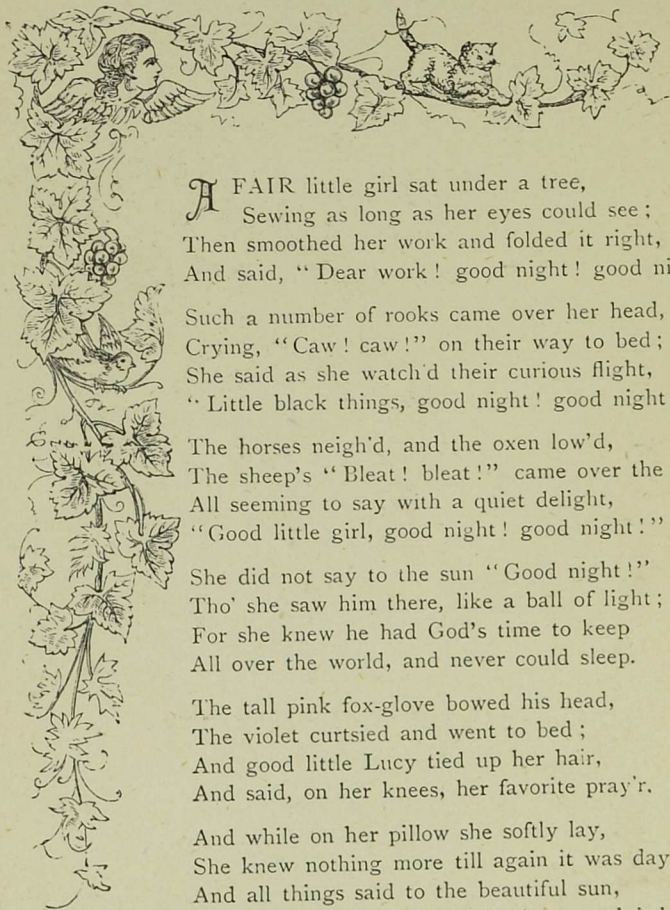 A FAIR little girl sat under a tree,
Sewing as long as her eyes could see;
Then smoothed her work and folded it right,
And said, "Dear work! good night! good ni
Such a number of rooks came over her head,
Crying, "Caw! caw!" on their way to bed;
She said as she watch'd their curious flight,
"Little black things, good night! good night
The horses neigh'd, and the oxen low'd,
The sheep's "Bleat! bleat!" came over the
All seeming to say with a quiet delight,
"Good little girl, good night! good night!"
She did not say to the sun "Good night!"
Tho' she saw him there, like a ball of light;
For she knew he had God's time to keep
All over the world, and never could sleep.
The tall pink fox-glove bowed his head,
The violet curtsied and went to bed;
And good little Lucy tied up her hair,
And said, on her knees, her favorite pray'r.
And while on her pillow she softly lay,
She knew nothing more till again it was day
And all things said to the beautiful sun,